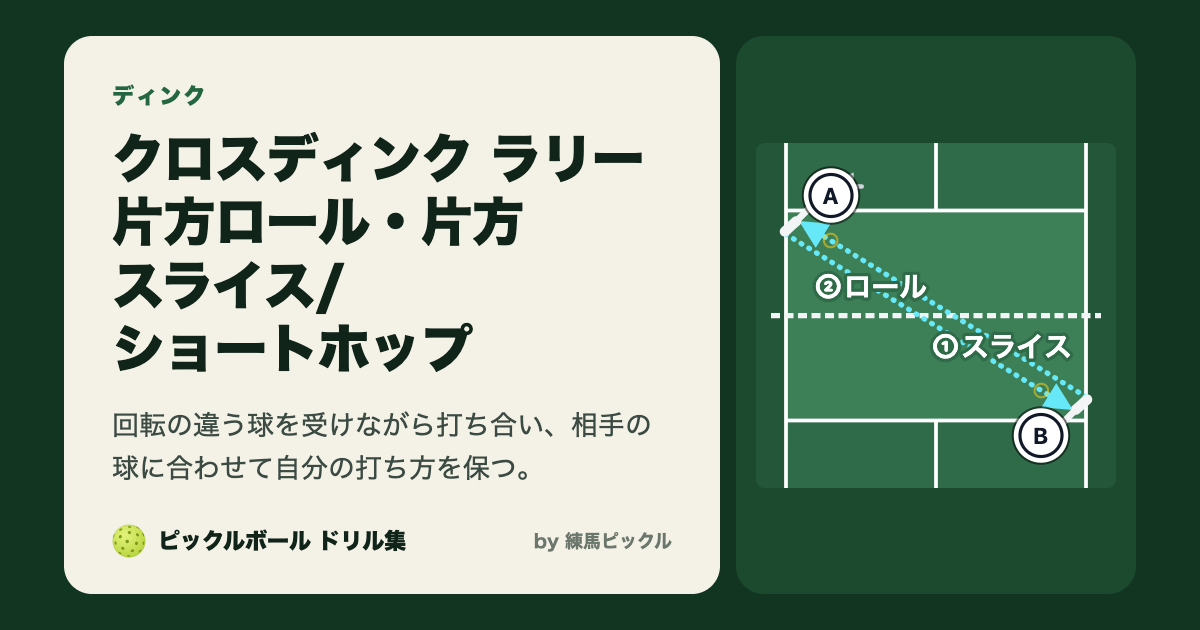 ディンク
クロスディンク ラリー
片方ロール・片方
スライス/
ショートホップ
回転の違う球を受けながら打ち合い、相手の
球に合わせて自分の打ち方を保つ。
ピックルボール ドリル集
by 練馬ピックル
A
②ロール
①スライス
B